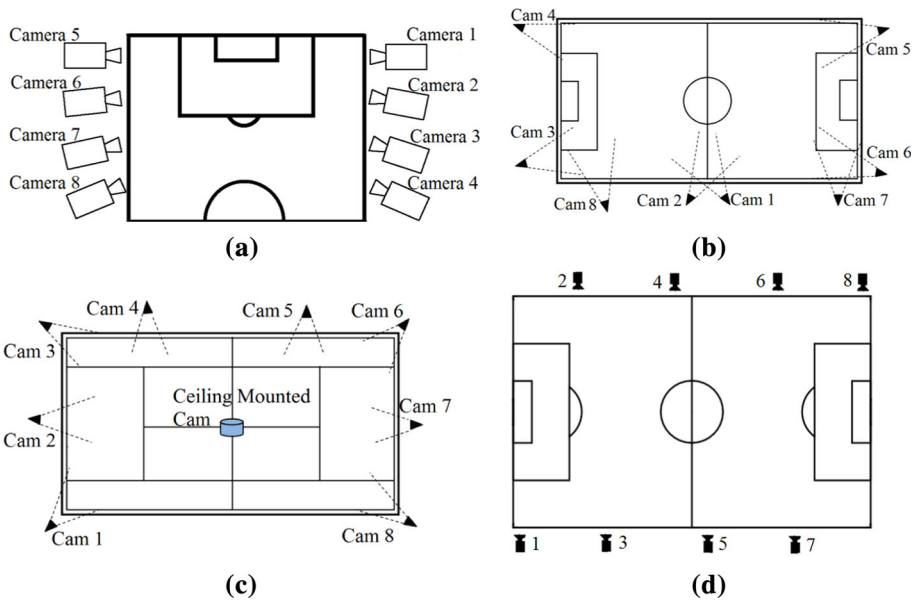 Camera 5
Camera 1
Camera 6
Camera 2
Camera 7
Camera 3
Camera 8
Camera 4
(a)
Cam 4
Cam 5
Cam 3
Cam 6
Cam 8
Cam 2
Cam 1
Cam 7
(b)
Cam 4
Cam 5
Cam 6
Cam 3
Ceiling Mounted
Cam
Cam 7
Cam 2
Cam 1
Cam 8
(c)
2
4
6
8
1
3
5
7
(d)